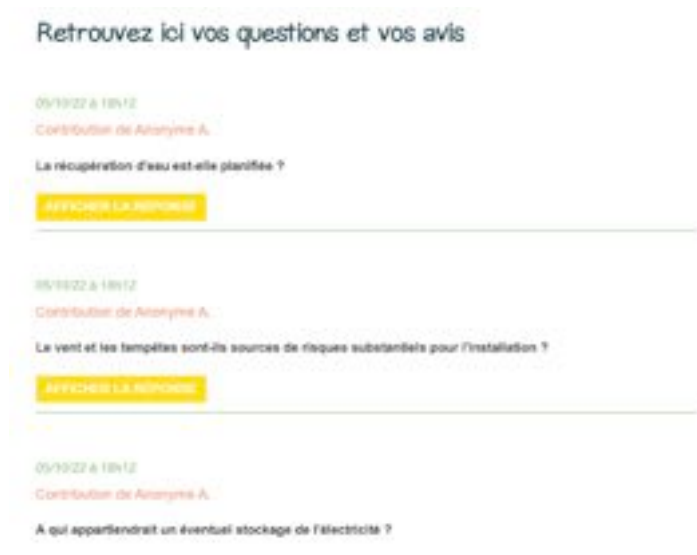 Retrouvez ici vos questions et vos avis
05/10/22 à 18h12
Contribution de Anonyme A.
La récupération d'eau est-elle planifiée ?
AFFICHER LA RÉPONSE
05/10/22 à 18h12
Contribution de Anonyme A.
Le vent et les tempêtes sont-ils sources de risques substantiels pour l'installation ?
AFFICHER LA RÉPONSE
05/10/22 à 18h12
Contribution de Anonyme A.
A qui appartiendrait un éventuel stockage de l'électricité ?